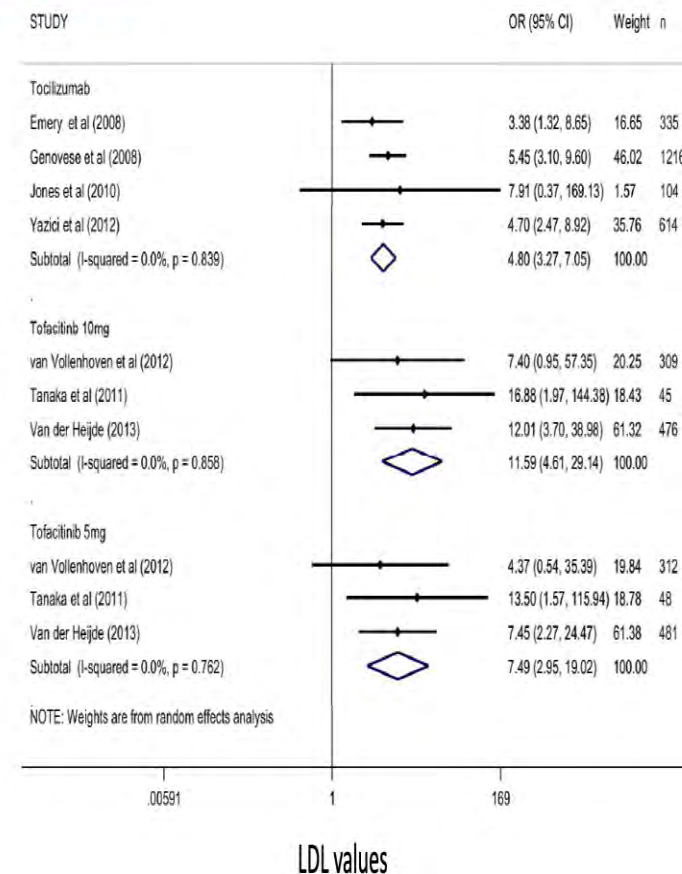 STUDY OR (95% CI) Weight n
Tocilizumab
Emery et al (2008) 3.38 (1.32, 8.65) 16.65 335
Genovese et al (2008) 5.45 (3.10, 9.60) 46.02 1216
Jones et al (2010) 7.91 (0.37, 169.13) 1.57 104
Yazici et al (2012) 4.70 (2.47, 8.92) 35.76 614
Subtotal (I-squared = 0.0%, p = 0.839) 4.80 (3.27, 7.05) 100.00
.
Tofacitinb 10mg
van Vollenhoven et al (2012) 7.40 (0.95, 57.35) 20.25 309
Tanaka et al (2011) 16.88 (1.97, 144.38) 18.43 45
Van der Heijde (2013) 12.01 (3.70, 38.98) 61.32 476
Subtotal (I-squared = 0.0%, p = 0.858) 11.59 (4.61, 29.14) 100.00
.
Tofacitinib 5mg
van Vollenhoven et al (2012) 4.37 (0.54, 35.39) 19.84 312
Tanaka et al (2011) 13.50 (1.57, 115.94) 18.78 48
Van der Heijde (2013) 7.45 (2.27, 24.47) 61.38 481
Subtotal (I-squared = 0.0%, p = 0.762) 7.49 (2.95, 19.02) 100.00
NOTE: Weights are from random effects analysis
.00591 1 169
LDL values